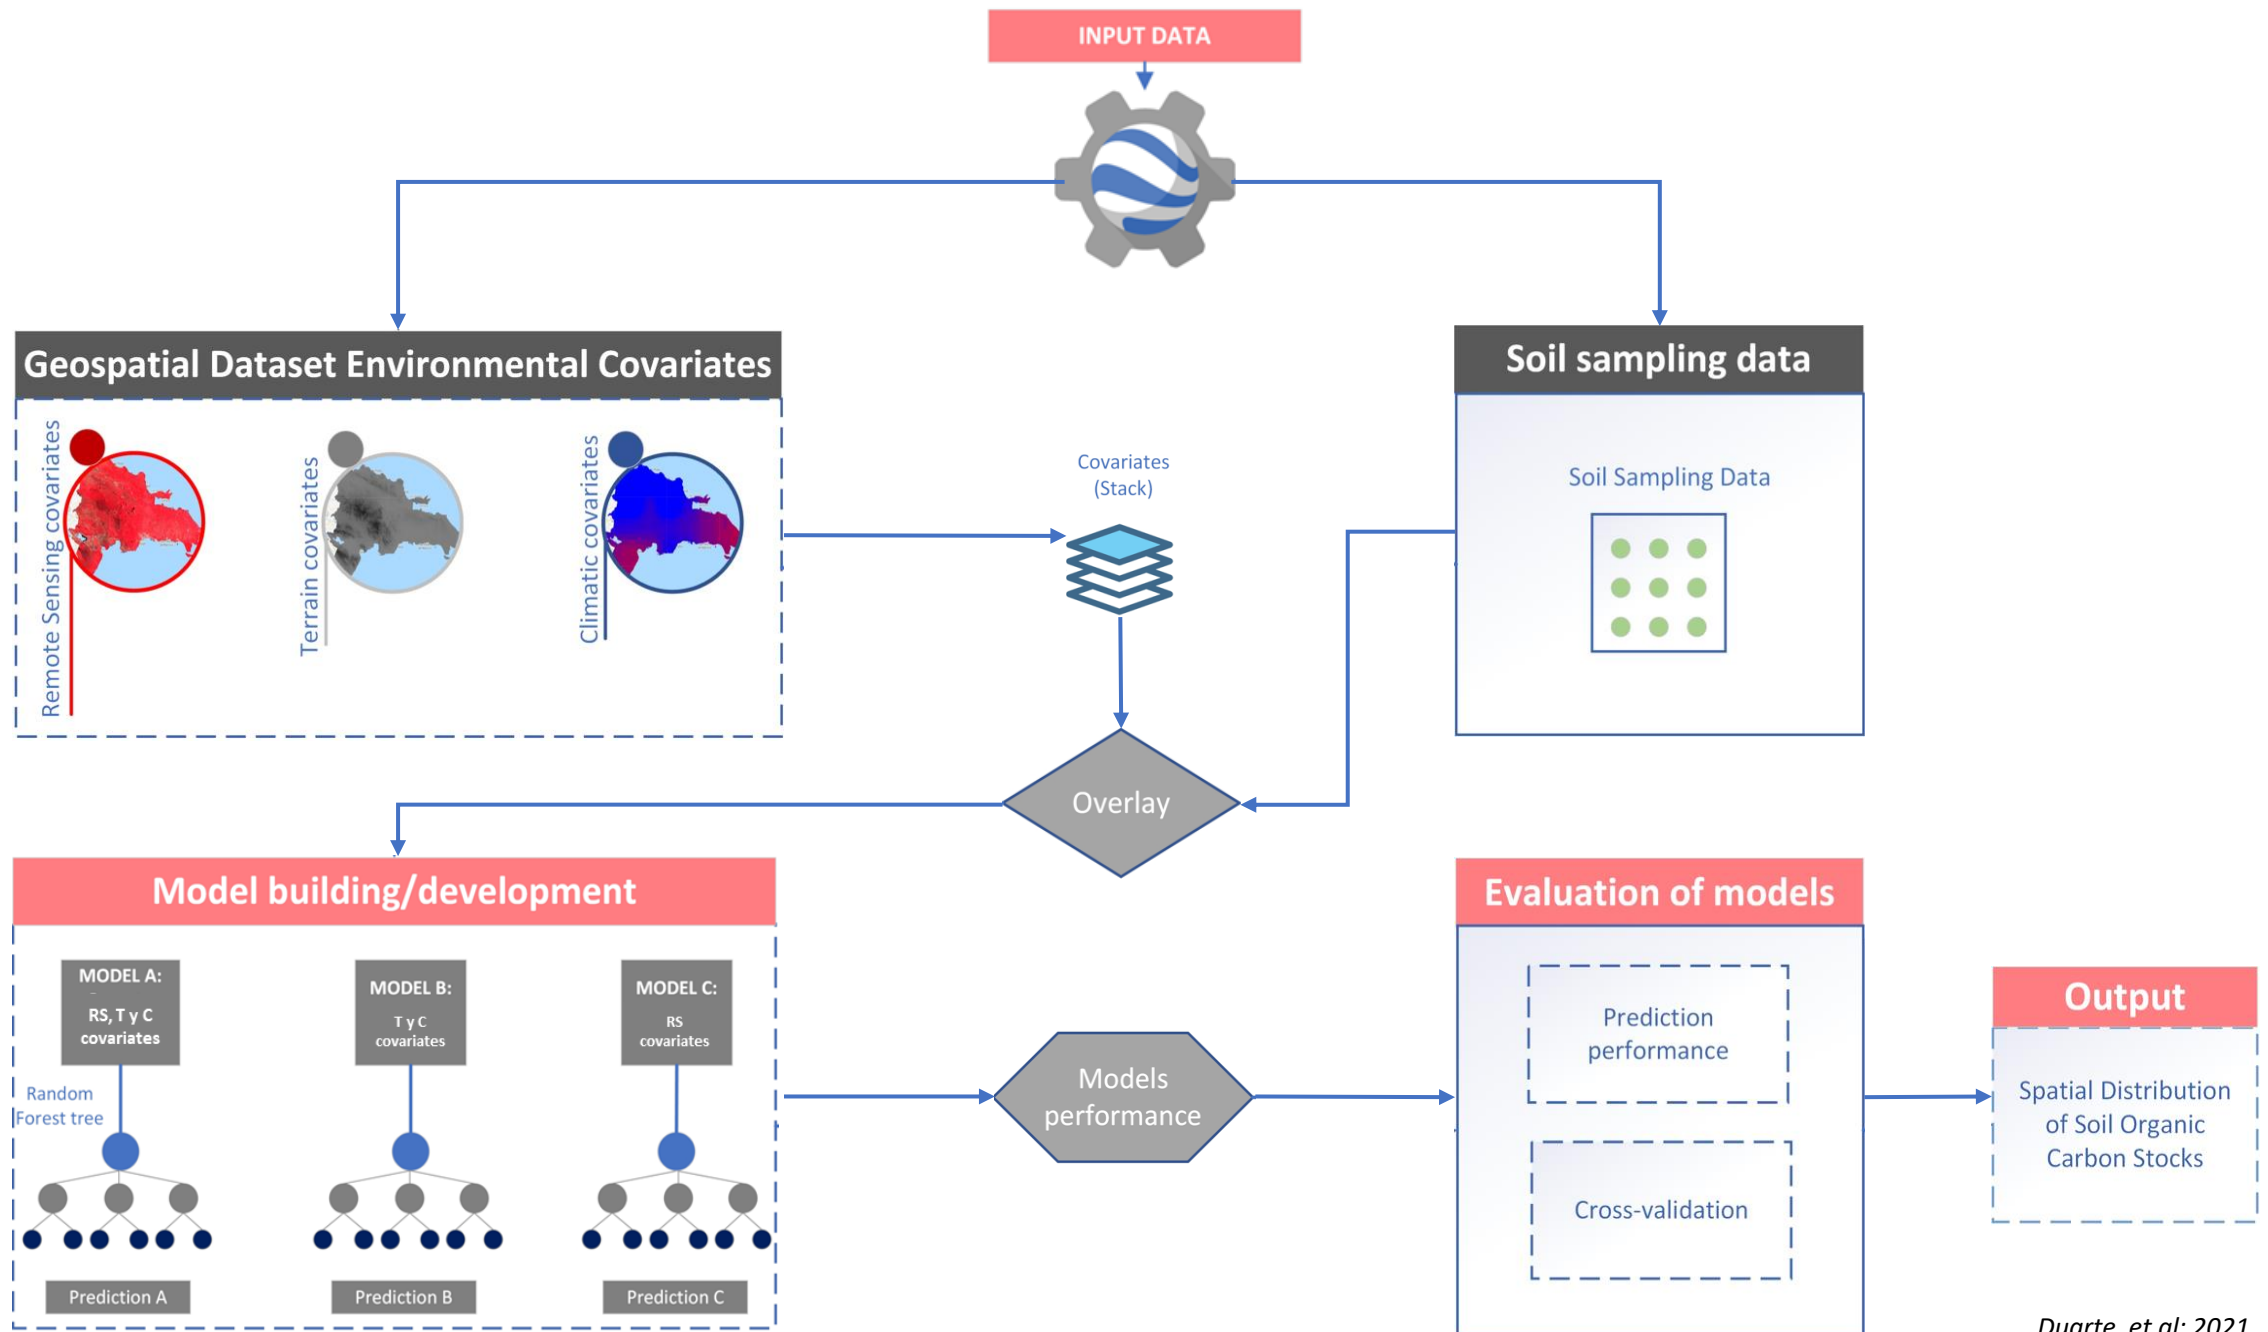 INPUT DATA
Geospatial Dataset Environmental Covariates
Remote Sensing covariates
Terrain covariates
Climatic covariates
Covariates
(Stack)
Soil sampling data
Soil Sampling Data
Overlay
Model building/development
MODEL A:
RS, T y C
covariates
MODEL B:
T y C
covariates
MODEL C:
RS
covariates
Random
Forest tree
Prediction A
Prediction B
Prediction C
Models
performance
Evaluation of models
Prediction
performance
Cross-validation
Output
Spatial Distribution
of Soil Organic
Carbon Stocks
Duarte, et al; 2021